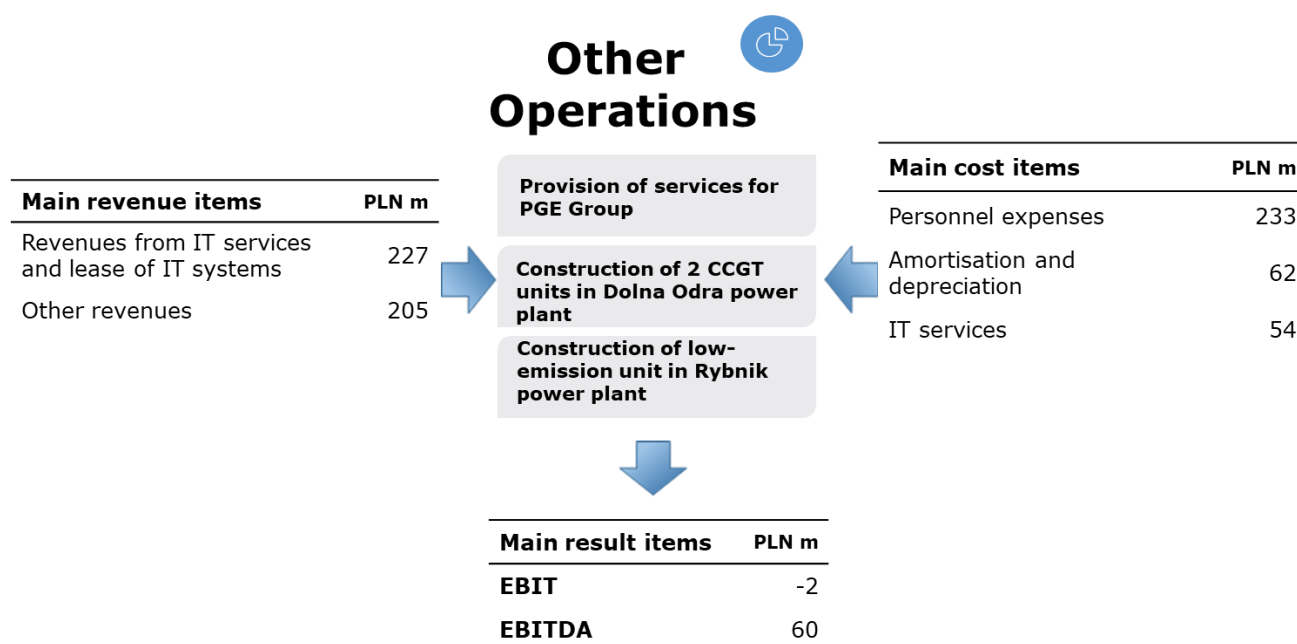 Other
Operations
Main revenue items PLN m
Revenues from IT services
and lease of IT systems 227
Other revenues 205
Provision of services for
PGE Group
Construction of 2 CCGT
units in Dolna Odra power
plant
Construction of low-
emission unit in Rybnik
power plant
Main cost items PLN m
Personnel expenses 233
Amortisation and
depreciation 62
IT services 54
Main result items PLN m
EBIT -2
EBITDA 60